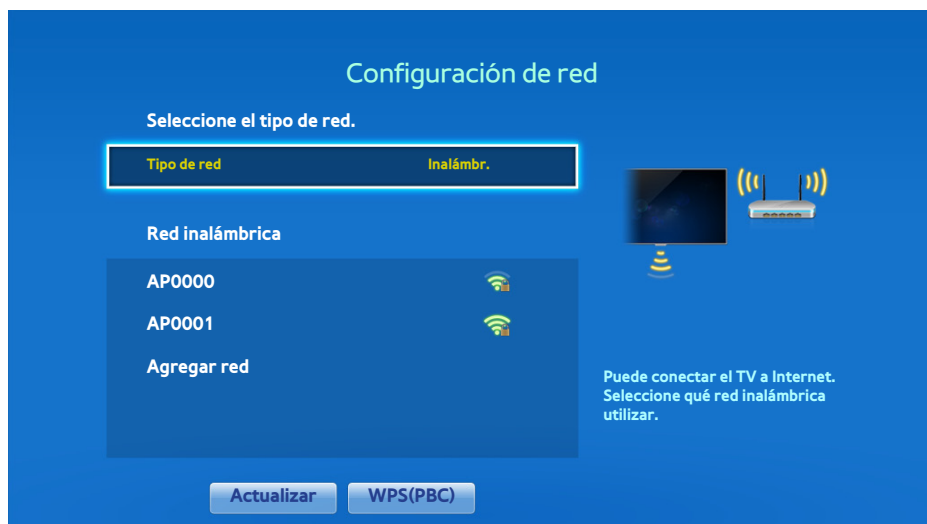 Configuración de red
Seleccione el tipo de red.
Tipo de red Inalámbr.
Red inalámbrica
AP0000
AP0001
Agregar red
Puede conectar el TV a Internet.
Seleccione qué red inalámbrica
utilizar.
Actualizar WPS(PBC)